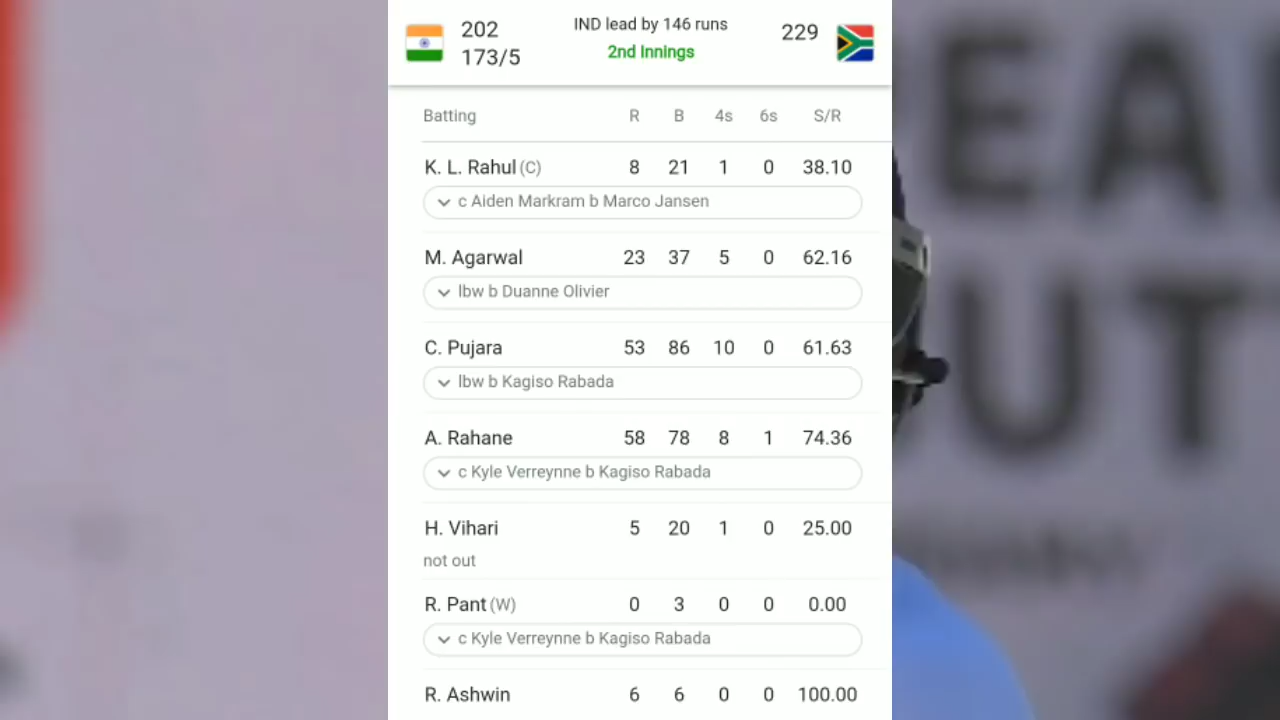 202 IND lead by 146 runs 229
173/5 2nd Innings
Batting R B 4s 6s S/R
K. L. Rahul (C) 8 21 1 0 38.10
c Aiden Markram b Marco Jansen
M. Agarwal 23 37 5 0 62.16
lbw b Duanne Olivier
C. Pujara 53 86 10 0 61.63
lbw b Kagiso Rabada
A. Rahane 58 78 8 1 74.36
c Kyle Verreynne b Kagiso Rabada
H. Vihari 5 20 1 0 25.00
not out
R. Pant (W) 0 3 0 0 0.00
c Kyle Verreynne b Kagiso Rabada
R. Ashwin 6 6 0 0 100.00